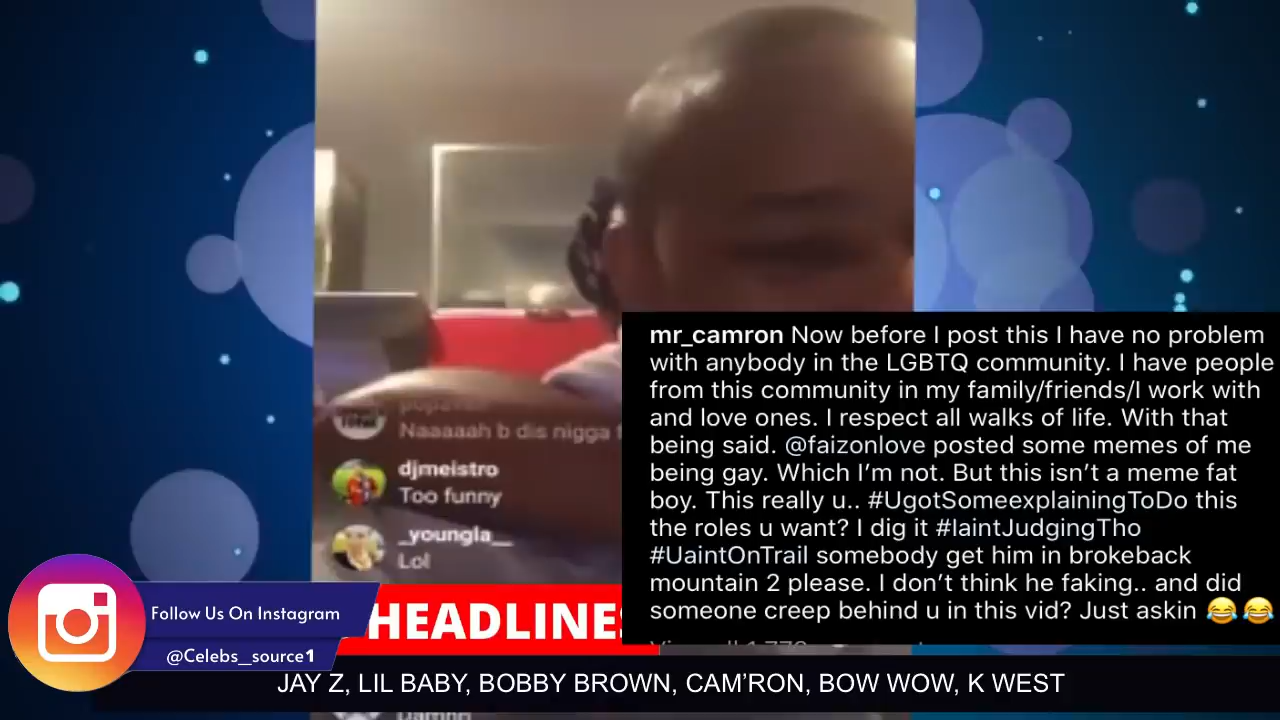 mr_camron Now before I post this I have no problem
with anybody in the LGBTQ community. I have people
from this community in my family/friends/I work with
and love ones. I respect all walks of life. With that
being said. @faizonlove posted some memes of me
being gay. Which I'm not. But this isn't a meme fat
boy. This really u.. #UgotSomeexplainingToDo this
the roles u want? I dig it #IaintJudgingTho
#UaintOnTrail somebody get him in brokeback
mountain 2 please. I don't think he faking.. and did
someone creep behind u in this vid? Just askin 😂😂
Naaaaah b dis nigga
djmeistro
Too funny
_youngla__
Lol
HEADLINES
Follow Us On Instagram
@Celebs_source1
JAY Z, LIL BABY, BOBBY BROWN, CAM'RON, BOW WOW, K WEST